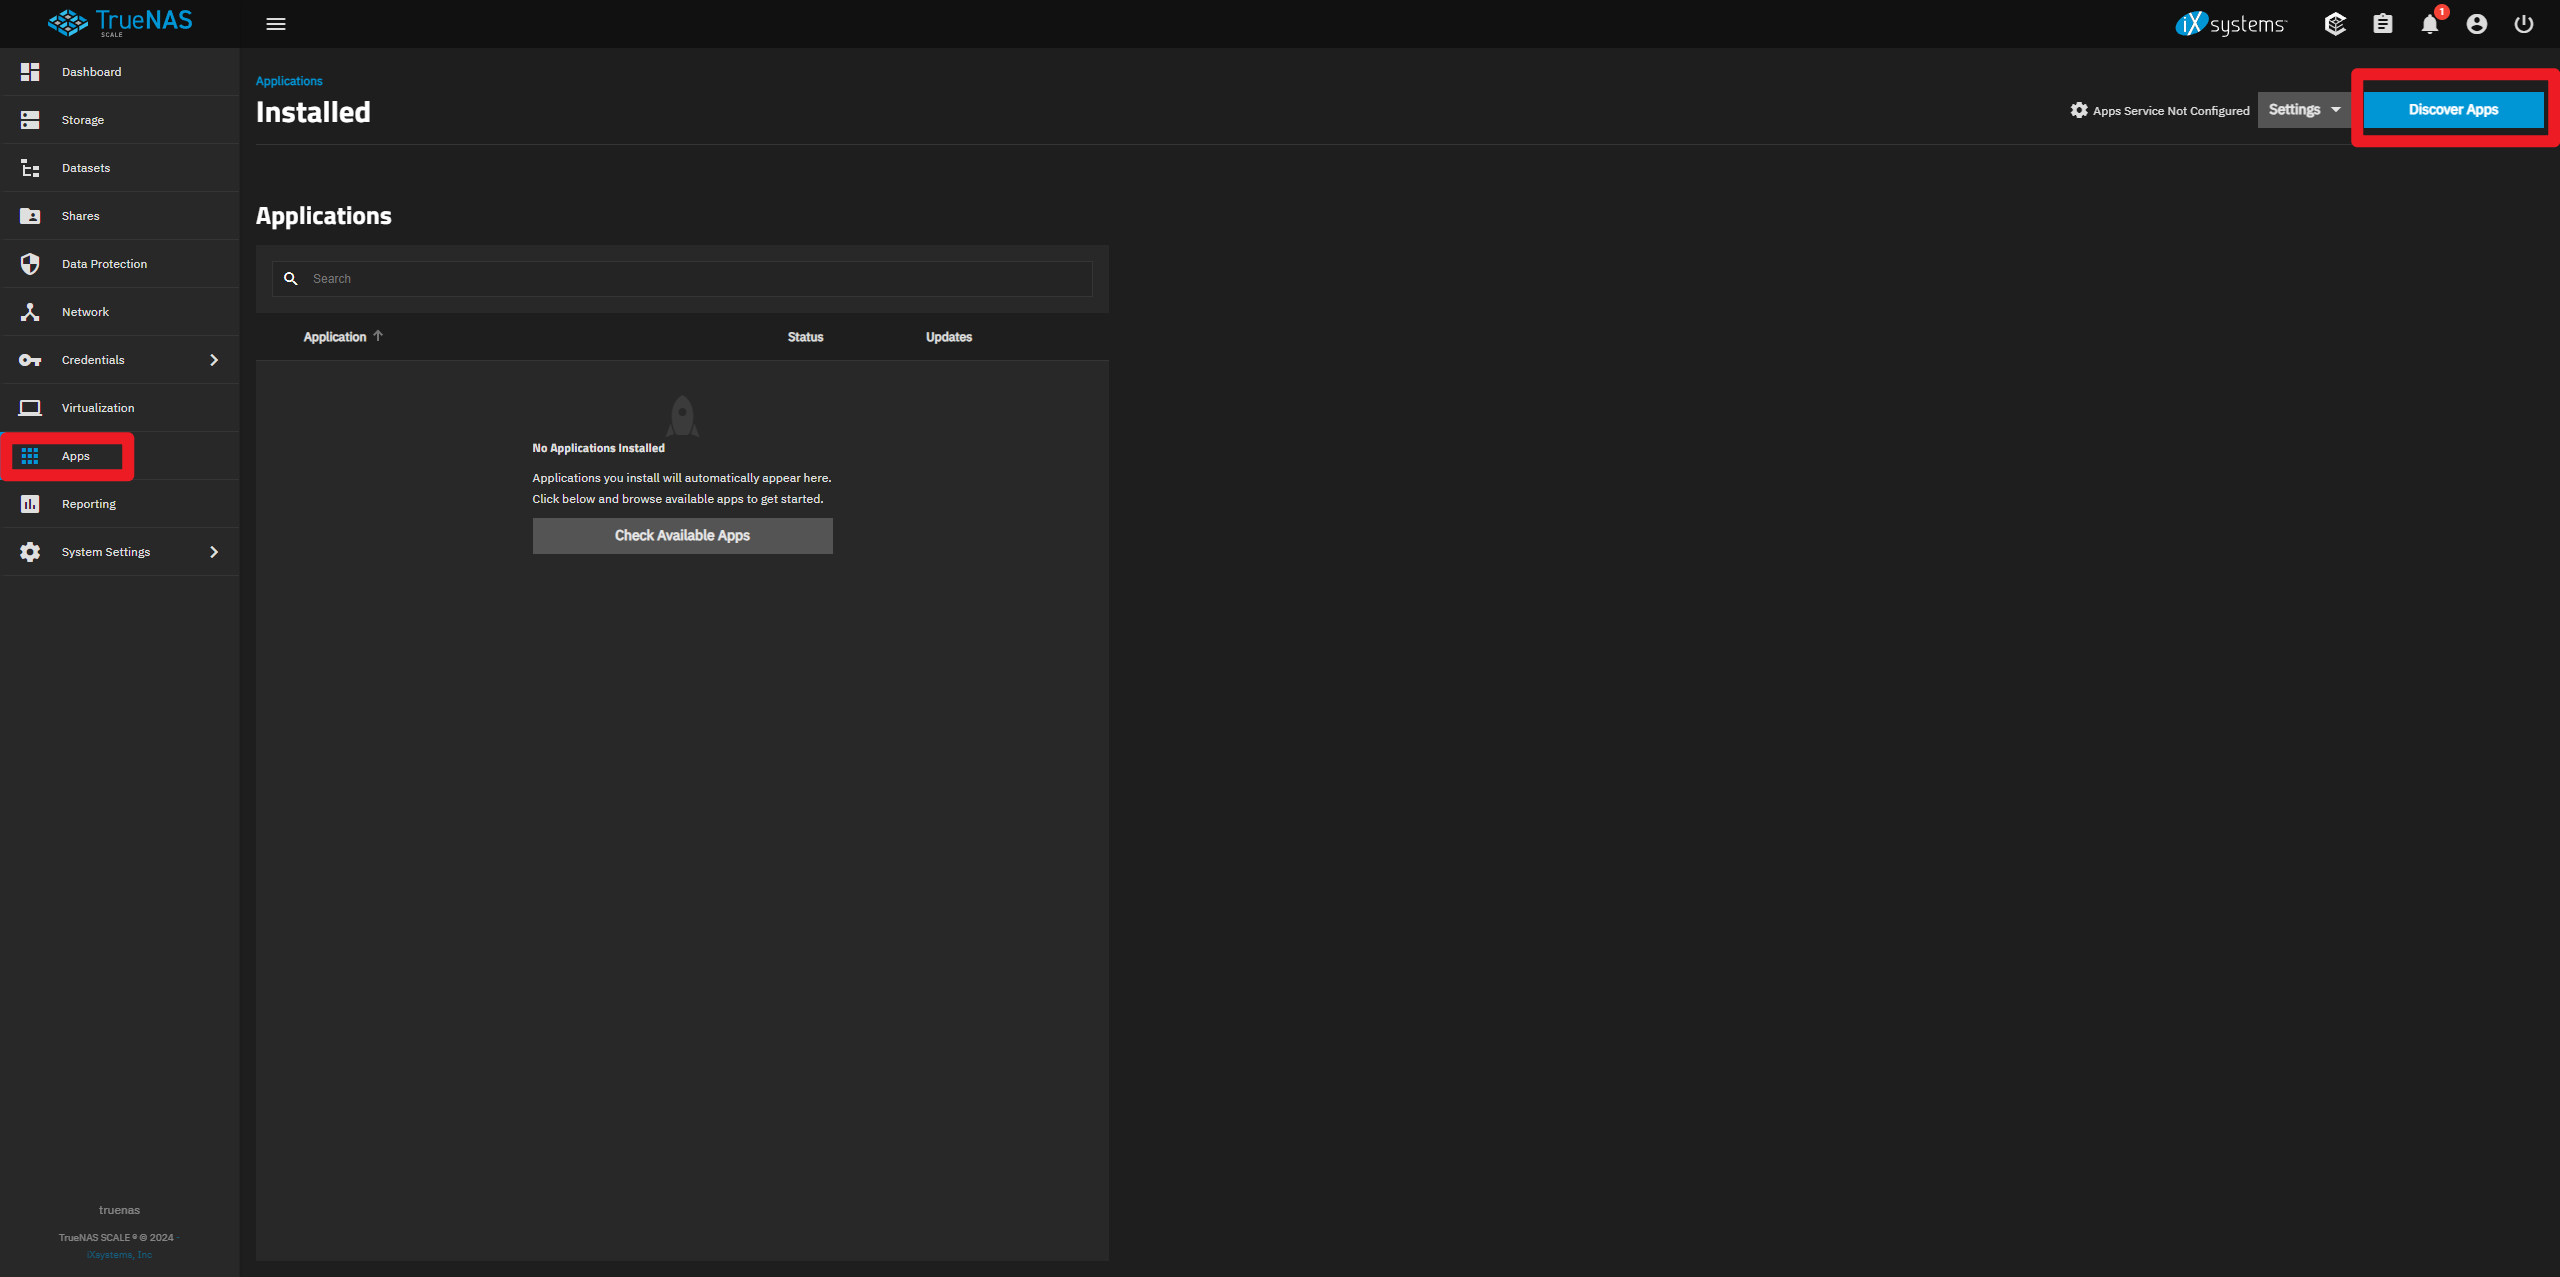 TrueNAS
SCALE
iXsystems
1
Dashboard
Storage
Datasets
Shares
Data Protection
Network
Credentials
Virtualization
Apps
Reporting
System Settings
truenas
TrueNAS SCALE ® © 2024 -
iXsystems, Inc
Applications
Installed
Apps Service Not Configured
Settings
Discover Apps
Applications
Search
Application Status Updates
No Applications Installed
Applications you install will automatically appear here.
Click below and browse available apps to get started.
Check Available Apps